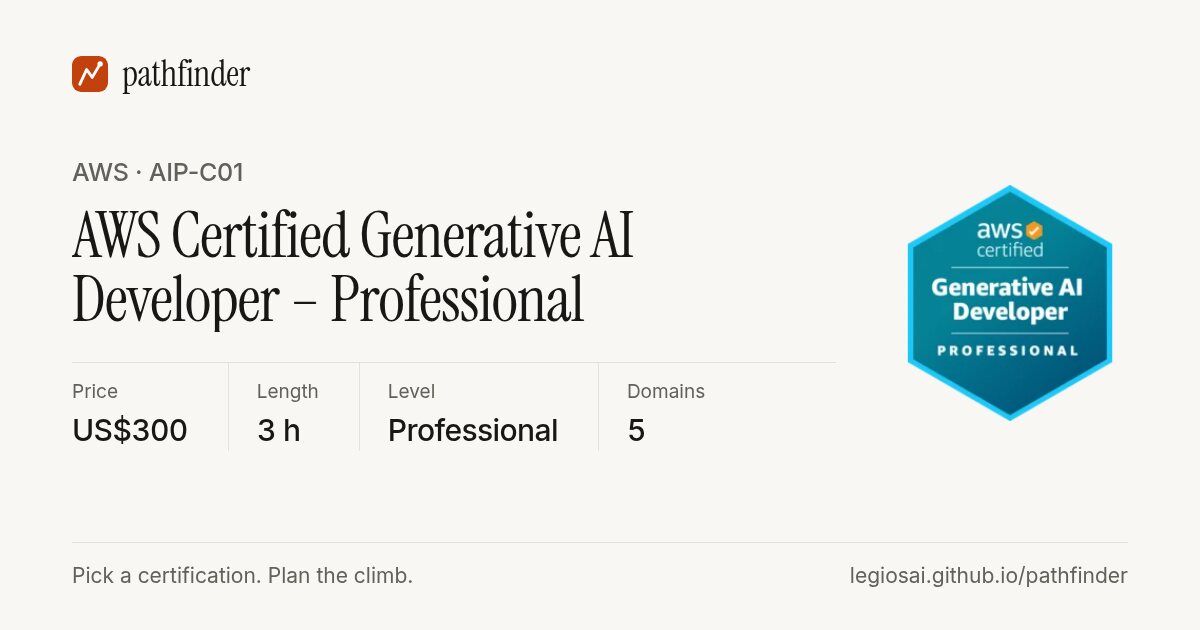 pathfinder
AWS · AIP-C01
AWS Certified Generative AI
Developer – Professional
Price
US$300
Length
3 h
Level
Professional
Domains
5
aws
certified
Generative AI
Developer
PROFESSIONAL
Pick a certification. Plan the climb.
legiosai.github.io/pathfinder